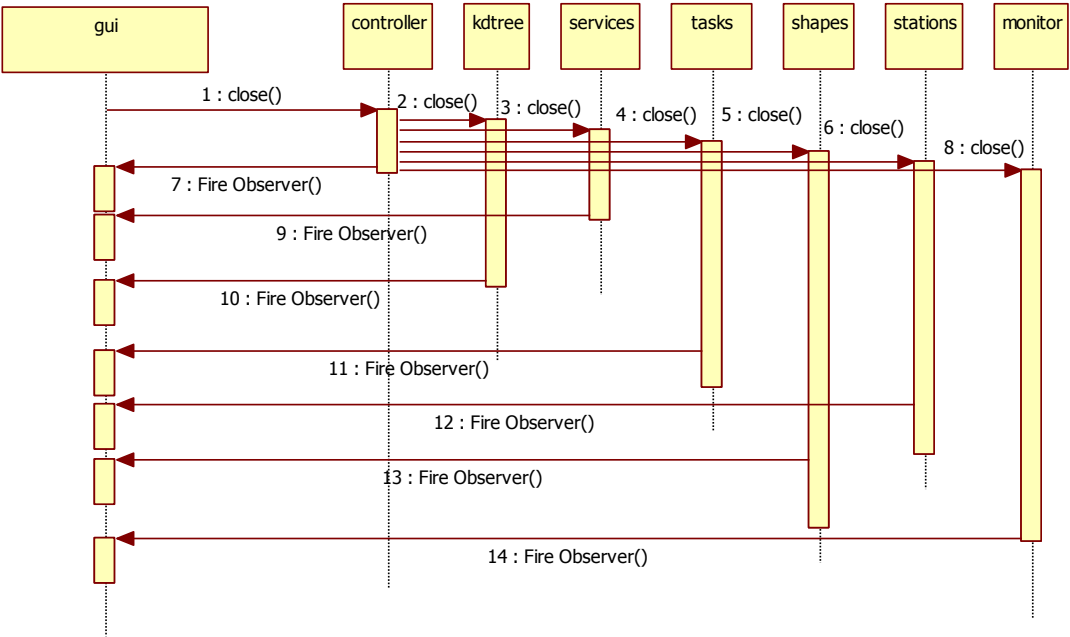 gui
controller
kdtree
services
tasks
shapes
stations
monitor
1 : close()
2 : close()
3 : close()
4 : close()
5 : close()
6 : close()
8 : close()
7 : Fire Observer()
9 : Fire Observer()
10 : Fire Observer()
11 : Fire Observer()
12 : Fire Observer()
13 : Fire Observer()
14 : Fire Observer()